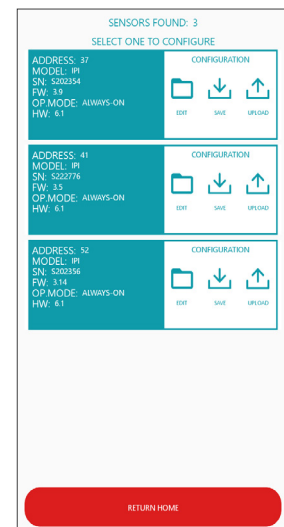 SENSORS FOUND: 3
SELECT ONE TO CONFIGURE
ADDRESS: 37
MODEL: IPI
SN: S202354
FW: 3.9
OP.MODE: ALWAYS-ON
HW: 6.1
CONFIGURATION
EDIT SAVE UPLOAD
ADDRESS: 41
MODEL: IPI
SN: S222776
FW: 3.5
OP.MODE: ALWAYS-ON
HW: 6.1
CONFIGURATION
EDIT SAVE UPLOAD
ADDRESS: 52
MODEL: IPI
SN: S202356
FW: 3.14
OP.MODE: ALWAYS-ON
HW: 6.1
CONFIGURATION
EDIT SAVE UPLOAD
RETURN HOME